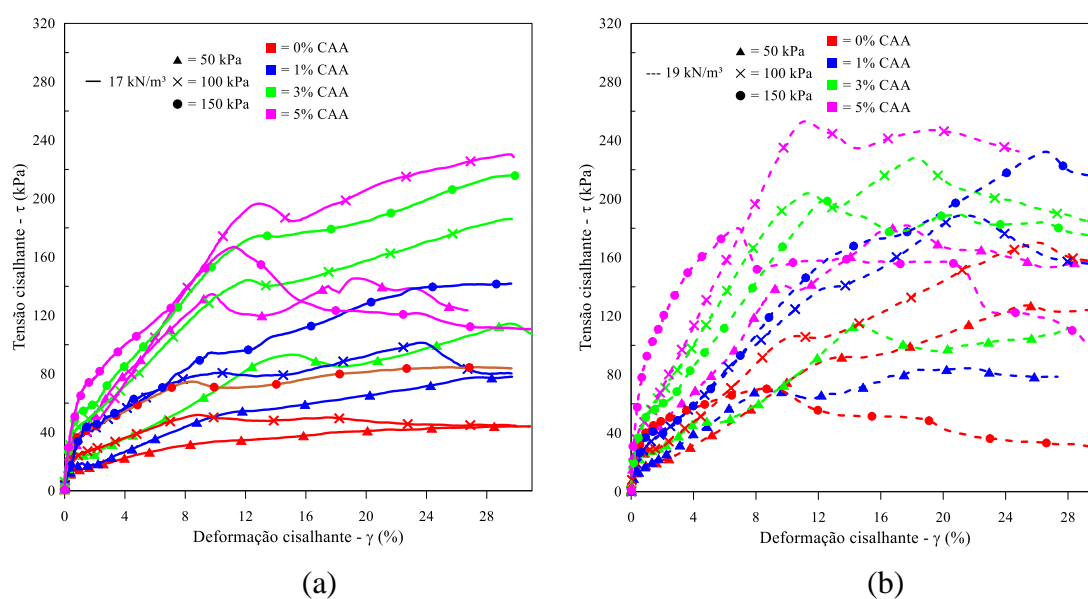 320
280
240
200
160
120
80
40
0
Tensão cisalhante - τ (kPa)
17 kN/m³
= 50 kPa
= 100 kPa
= 150 kPa
= 0% CAA
= 1% CAA
= 3% CAA
= 5% CAA
0 4 8 12 16 20 24 28
Deformação cisalhante - γ (%)
(a)
320
280
240
200
160
120
80
40
0
Tensão cisalhante - τ (kPa)
19 kN/m³
= 50 kPa
= 100 kPa
= 150 kPa
= 0% CAA
= 1% CAA
= 3% CAA
= 5% CAA
0 4 8 12 16 20 24 28
Deformação cisalhante - γ (%)
(b)